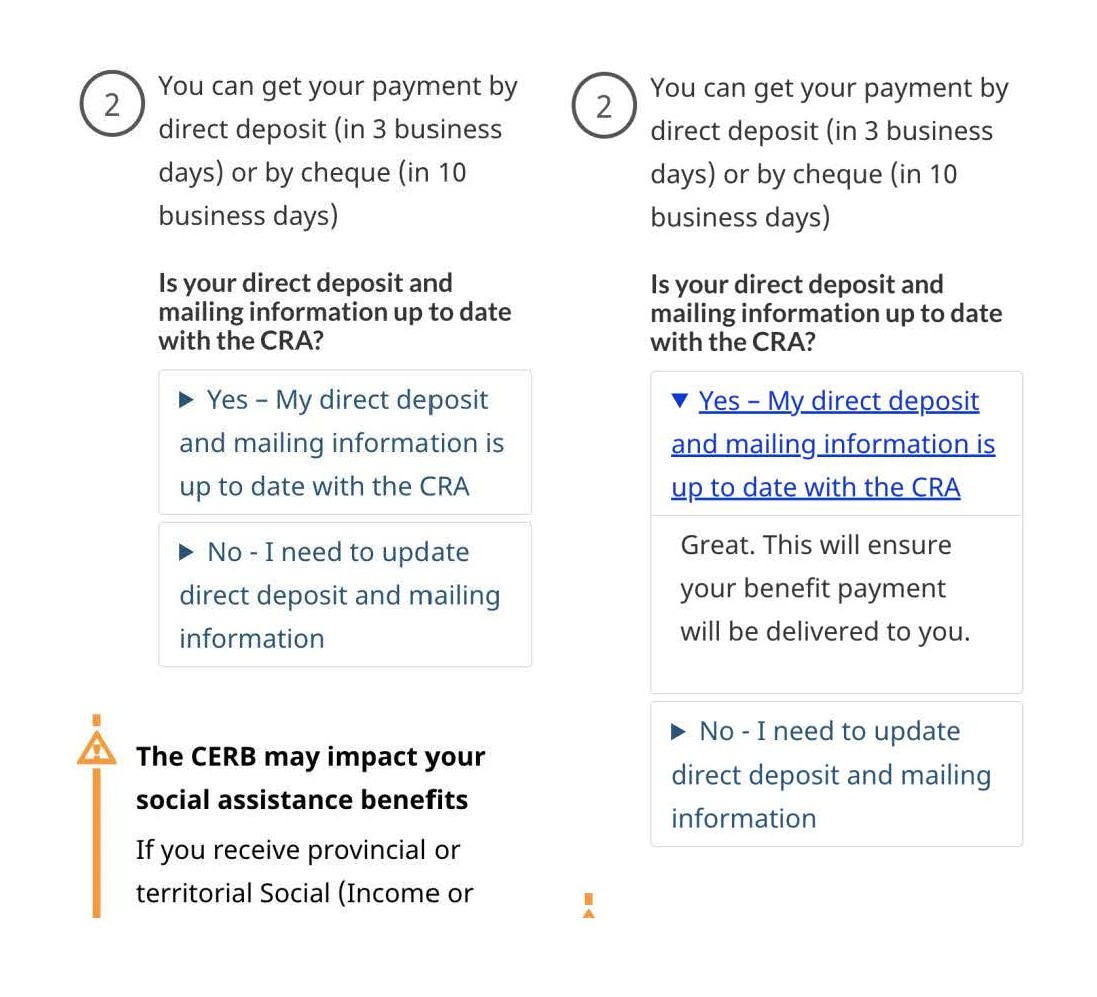 2
You can get your payment by
direct deposit (in 3 business
days) or by cheque (in 10
business days)
Is your direct deposit and
mailing information up to date
with the CRA?
Yes – My direct deposit
and mailing information is
up to date with the CRA
No - I need to update
direct deposit and mailing
information
The CERB may impact your
social assistance benefits
If you receive provincial or
territorial Social (Income or
2
You can get your payment by
direct deposit (in 3 business
days) or by cheque (in 10
business days)
Is your direct deposit and
mailing information up to date
with the CRA?
Yes – My direct deposit
and mailing information is
up to date with the CRA
Great. This will ensure
your benefit payment
will be delivered to you.
No - I need to update
direct deposit and mailing
information